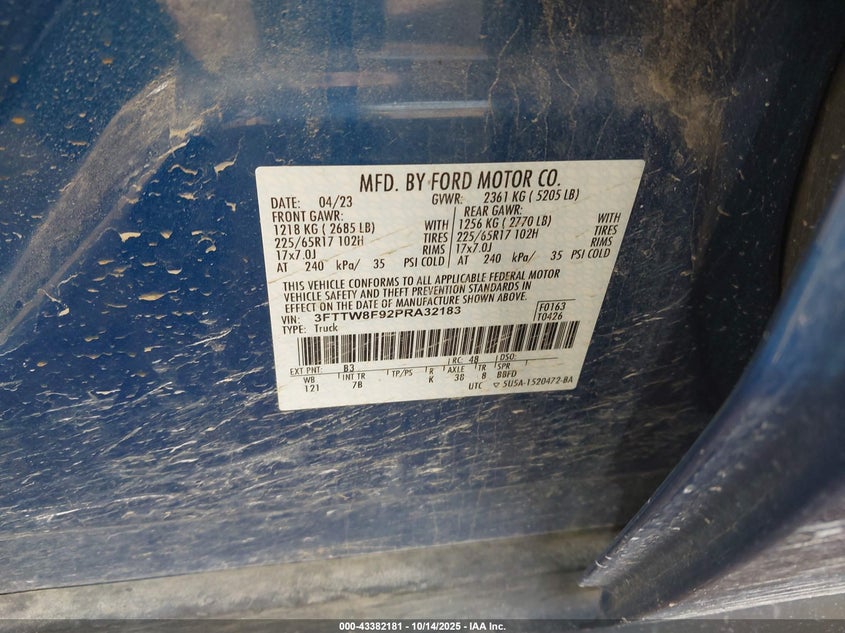 MFD. BY FORD MOTOR CO.
DATE: 04/23 GVWR: 2361 KG ( 5205 LB)
FRONT GAWR: REAR GAWR:
1218 KG ( 2685 LB) WITH 1256 KG ( 2770 LB) WITH
225/65R17 102H TIRES 225/65R17 102H TIRES
17x7.0J RIMS 17x7.0J RIMS
AT 240 kPa/ 35 PSI COLD AT 240 kPa/ 35 PSI COLD
THIS VEHICLE CONFORMS TO ALL APPLICABLE FEDERAL MOTOR
VEHICLE SAFETY AND THEFT PREVENTION STANDARDS IN
EFFECT ON THE DATE OF MANUFACTURE SHOWN ABOVE.
VIN: 3FTTW8F92PRA32183 F0163
TYPE: Truck T0426
EXT PNT: B3 RC: 48 DSO:
WB INT TR TP/PS R AXLE TR SPR
121 7B K 38 8 BBFD
UTC ▽ 5U5A-1520472-BA
000-43382181 - 10/14/2025 - IAA Inc.